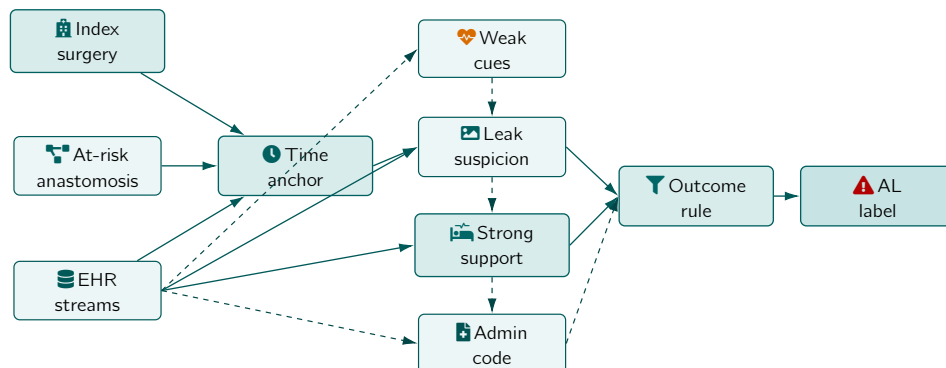 Index
surgery
At-risk
anastomosis
EHR
streams
Time
anchor
Weak
cues
Leak
suspicion
Strong
support
Admin
code
Outcome
rule
AL
label